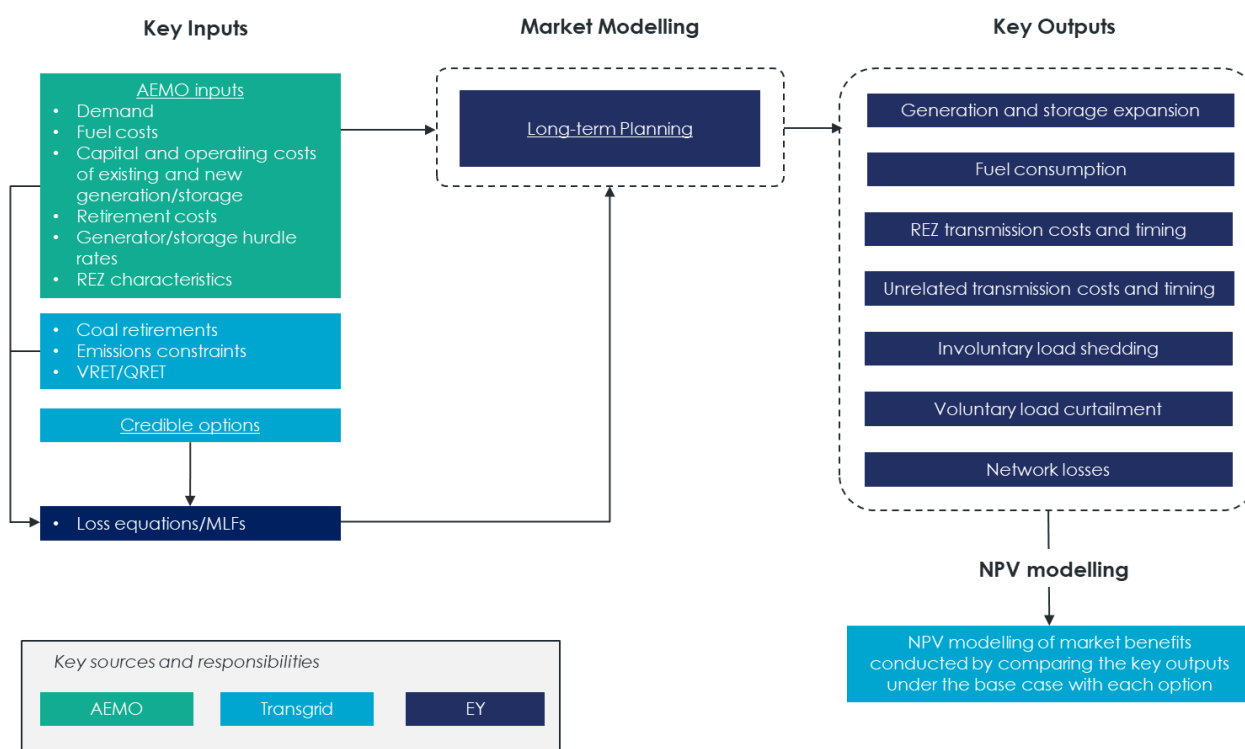 Key Inputs
Market Modelling
Key Outputs
AEMO inputs
• Demand
• Fuel costs
• Capital and operating costs
of existing and new
generation/storage
• Retirement costs
• Generator/storage hurdle
rates
• REZ characteristics
• Coal retirements
• Emissions constraints
• VRET/QRET
Credible options
• Loss equations/MLFs
Long-term Planning
Generation and storage expansion
Fuel consumption
REZ transmission costs and timing
Unrelated transmission costs and timing
Involuntary load shedding
Voluntary load curtailment
Network losses
NPV modelling
NPV modelling of market benefits
conducted by comparing the key outputs
under the base case with each option
Key sources and responsibilities
AEMO
Transgrid
EY